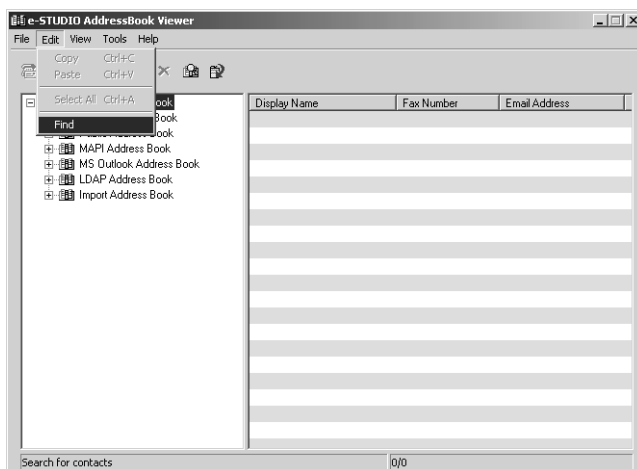 e-STUDIO AddressBook Viewer
File Edit View Tools Help
Copy Ctrl+C
Paste Ctrl+V
Select All Ctrl+A
Find
ook
Book
ook
MAPI Address Book
MS Outlook Address Book
LDAP Address Book
Import Address Book
Display Name Fax Number Email Address
Search for contacts 0/0